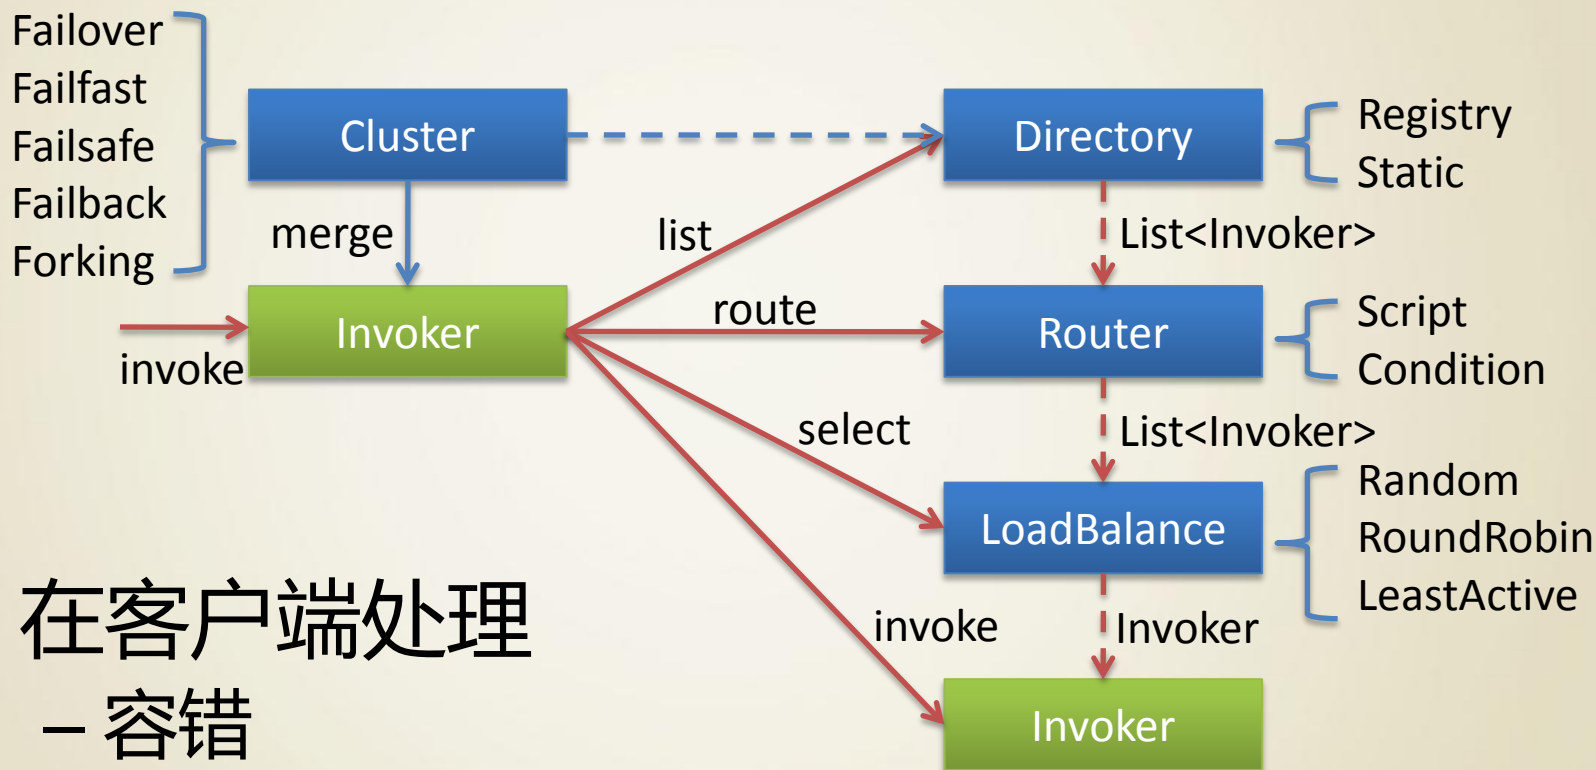 Failover
Failfast
Failsafe
Failback
Forking
Cluster
Directory
Registry
Static
merge
list
List<Invoker>
invoke
Invoker
route
Router
Script
Condition
select
List<Invoker>
LoadBalance
Random
RoundRobin
LeastActive
invoke
Invoker
Invoker
在客户端处理
– 容错